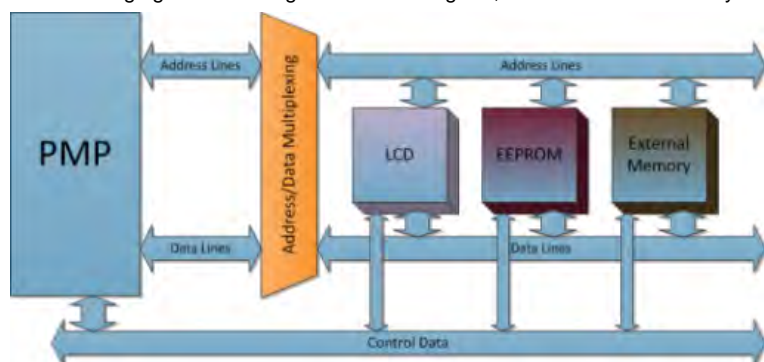 Address Lines
Address Lines
PMP
Address/Data Multiplexing
LCD
EEPROM
External
Memory
Data Lines
Data Lines
Control Data